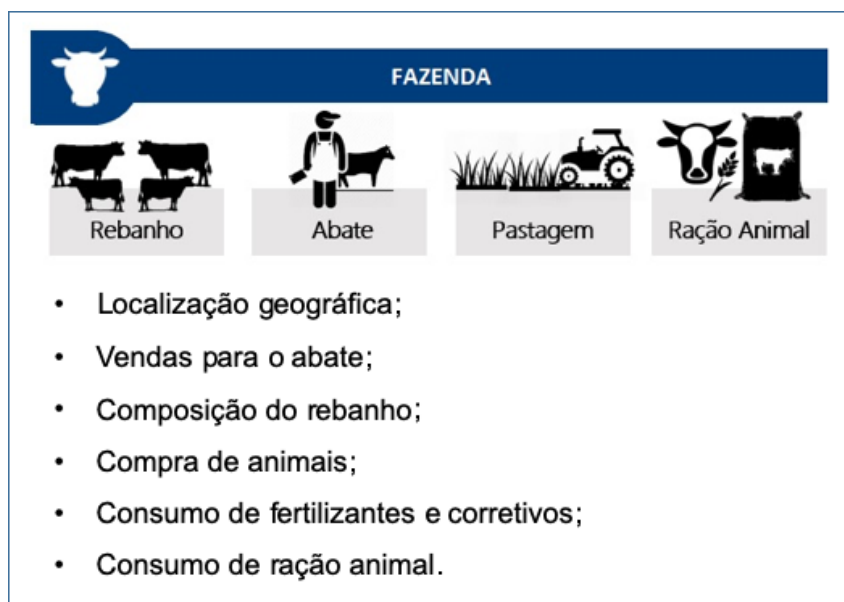 FAZENDA
Rebanho
Abate
Pastagem
Ração Animal
• Localização geográfica;
• Vendas para o abate;
• Composição do rebanho;
• Compra de animais;
• Consumo de fertilizantes e corretivos;
• Consumo de ração animal.